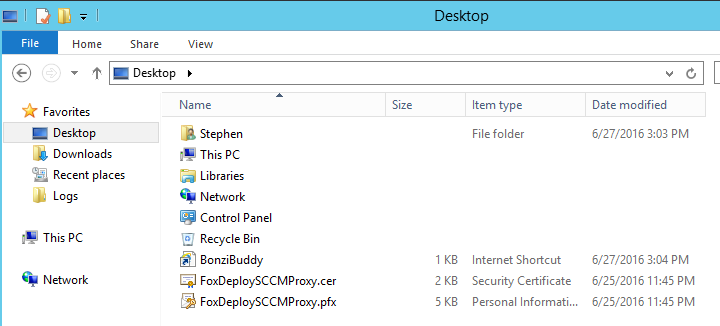 Desktop
File Home Share View
Desktop
Name Size Item type Date modified
Favorites
Desktop
Downloads
Recent places
Logs
This PC
Network
Stephen File folder 6/27/2016 3:03 PM
This PC
Libraries
Network
Control Panel
Recycle Bin
BonziBuddy 1 KB Internet Shortcut 6/27/2016 3:04 PM
FoxDeploySCCMProxy.cer 2 KB Security Certificate 6/25/2016 11:45 PM
FoxDeploySCCMProxy.pfx 5 KB Personal Informati... 6/25/2016 11:45 PM